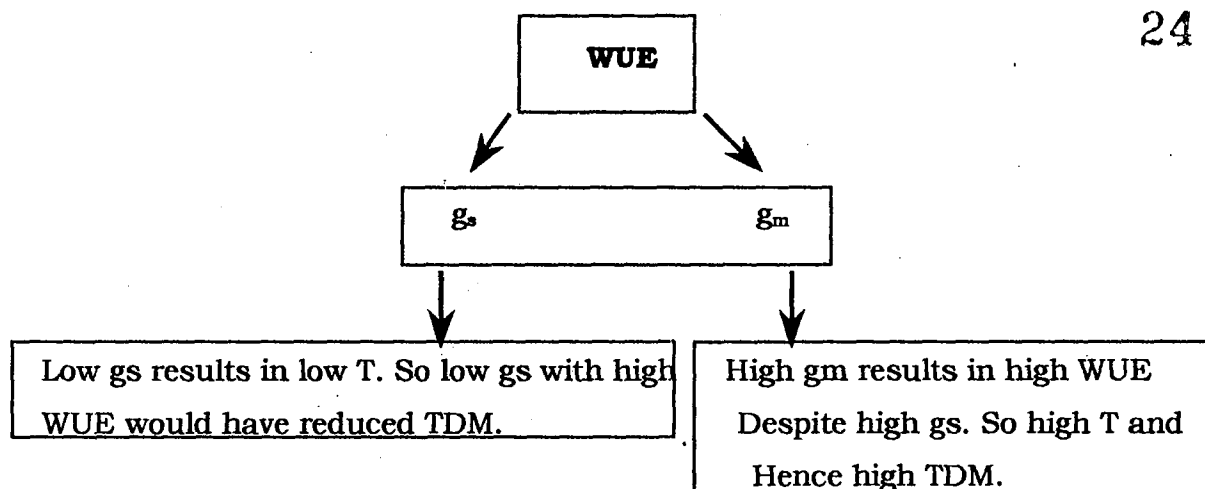 24
WUE
gs gm
Low gs results in low T. So low gs with high
WUE would have reduced TDM.
High gm results in high WUE
Despite high gs. So high T and
Hence high TDM.